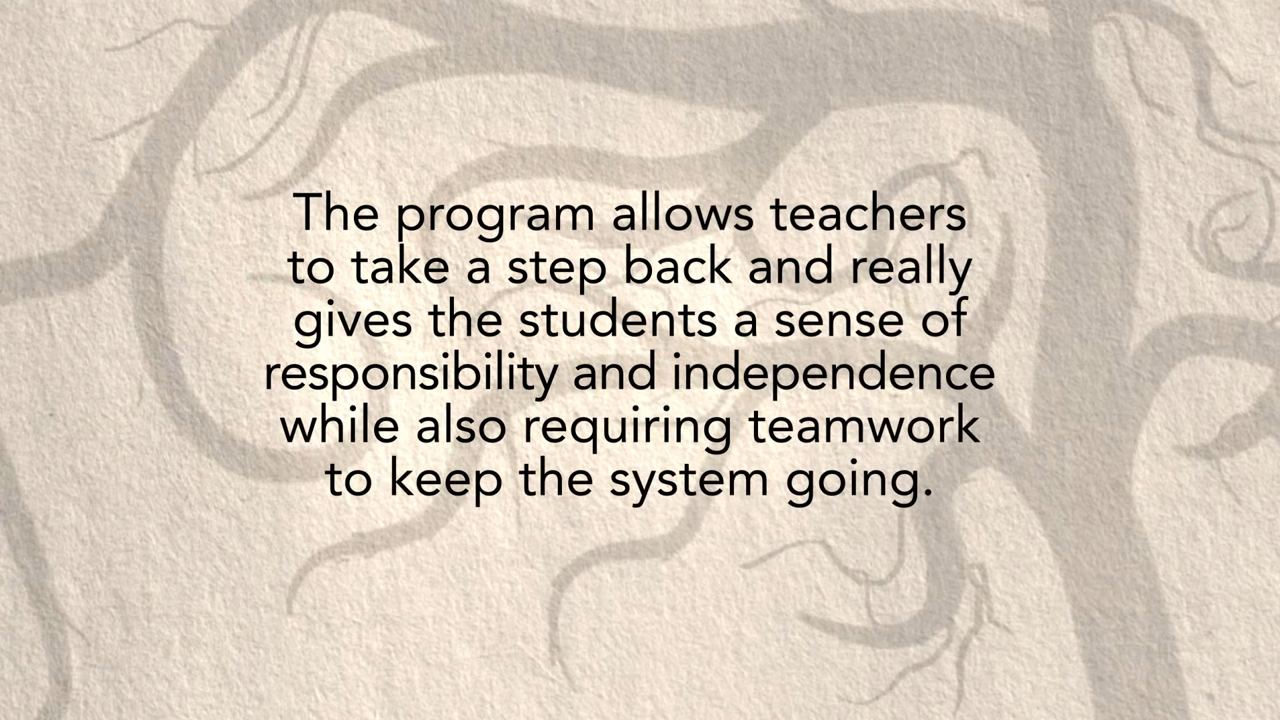 The program allows teachers
to take a step back and really
gives the students a sense of
responsibility and independence
while also requiring teamwork
to keep the system going.